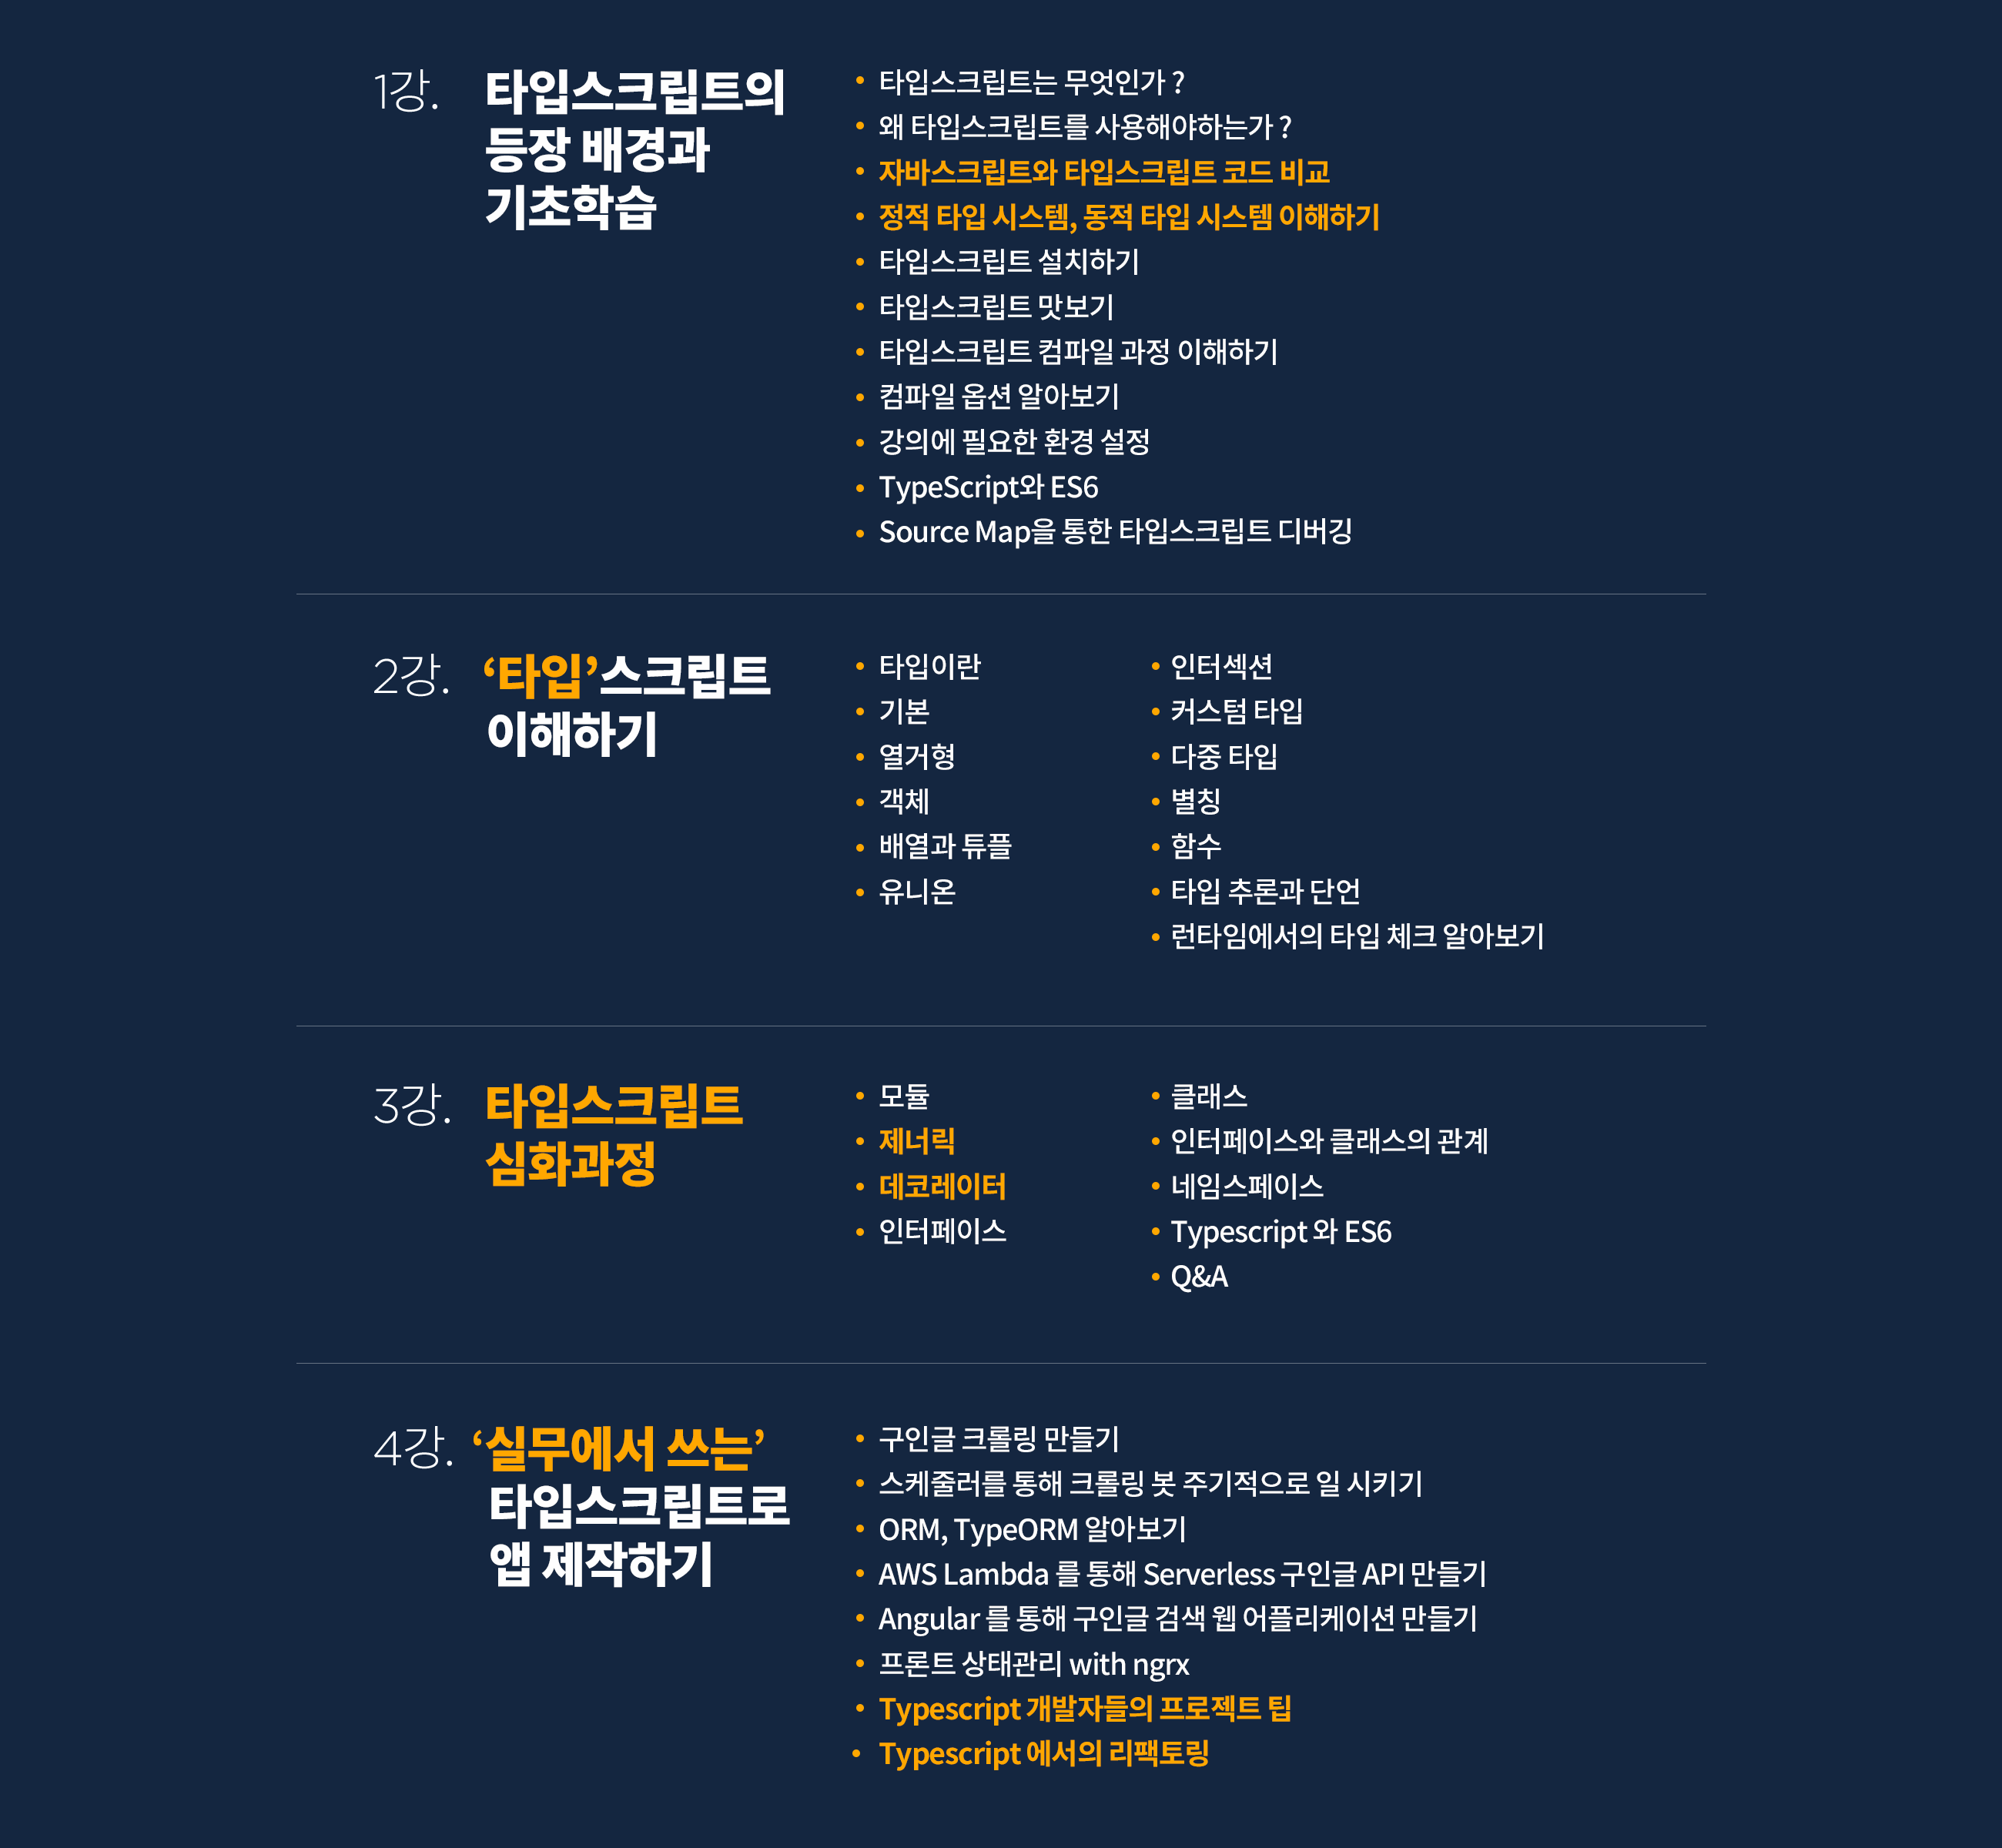 1강.
타입스크립트의
등장 배경과
기초학습
• 타입스크립트는 무엇인가 ?
• 왜 타입스크립트를 사용해야하는가 ?
• 자바스크립트와 타입스크립트 코드 비교
• 정적 타입 시스템, 동적 타입 시스템 이해하기
• 타입스크립트 설치하기
• 타입스크립트 맛보기
• 타입스크립트 컴파일 과정 이해하기
• 컴파일 옵션 알아보기
• 강의에 필요한 환경 설정
• TypeScript와 ES6
• Source Map을 통한 타입스크립트 디버깅
2강.
‘타입’스크립트
이해하기
• 타입이란
• 기본
• 열거형
• 객체
• 배열과 튜플
• 유니온
• 인터섹션
• 커스텀 타입
• 다중 타입
• 별칭
• 함수
• 타입 추론과 단언
• 런타임에서의 타입 체크 알아보기
3강.
타입스크립트
심화과정
• 모듈
• 제너릭
• 데코레이터
• 인터페이스
• 클래스
• 인터페이스와 클래스의 관계
• 네임스페이스
• Typescript 와 ES6
• Q&A
4강.
‘실무에서 쓰는’
타입스크립트로
앱 제작하기
• 구인글 크롤링 만들기
• 스케줄러를 통해 크롤링 봇 주기적으로 일 시키기
• ORM, TypeORM 알아보기
• AWS Lambda 를 통해 Serverless 구인글 API 만들기
• Angular 를 통해 구인글 검색 웹 어플리케이션 만들기
• 프론트 상태관리 with ngrx
• Typescript 개발자들의 프로젝트 팁
• Typescript 에서의 리팩토링